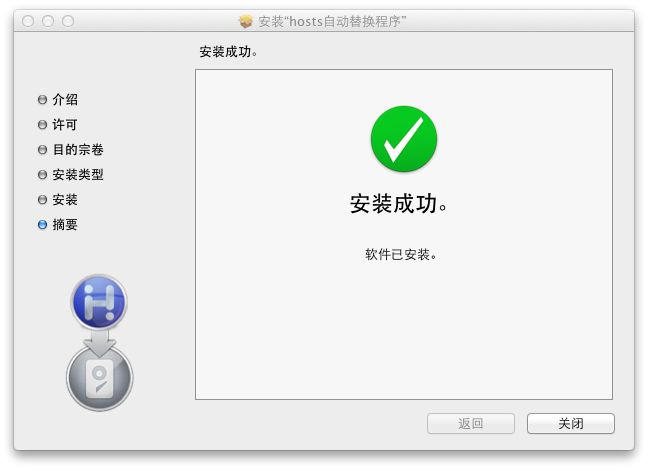 安装“hosts自动替换程序”
安装成功。
介绍
许可
目的宗卷
安装类型
安装
摘要
安装成功。
软件已安装。
返回
关闭